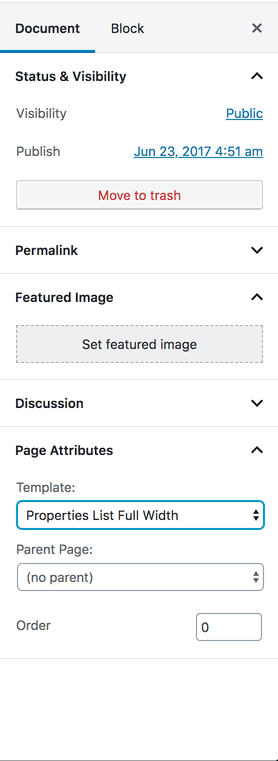 Document Block ×
Status & Visibility
Visibility Public
Publish Jun 23, 2017 4:51 am
Move to trash
Permalink
Featured Image
Set featured image
Discussion
Page Attributes
Template:
Properties List Full Width
Parent Page:
(no parent)
Order 0